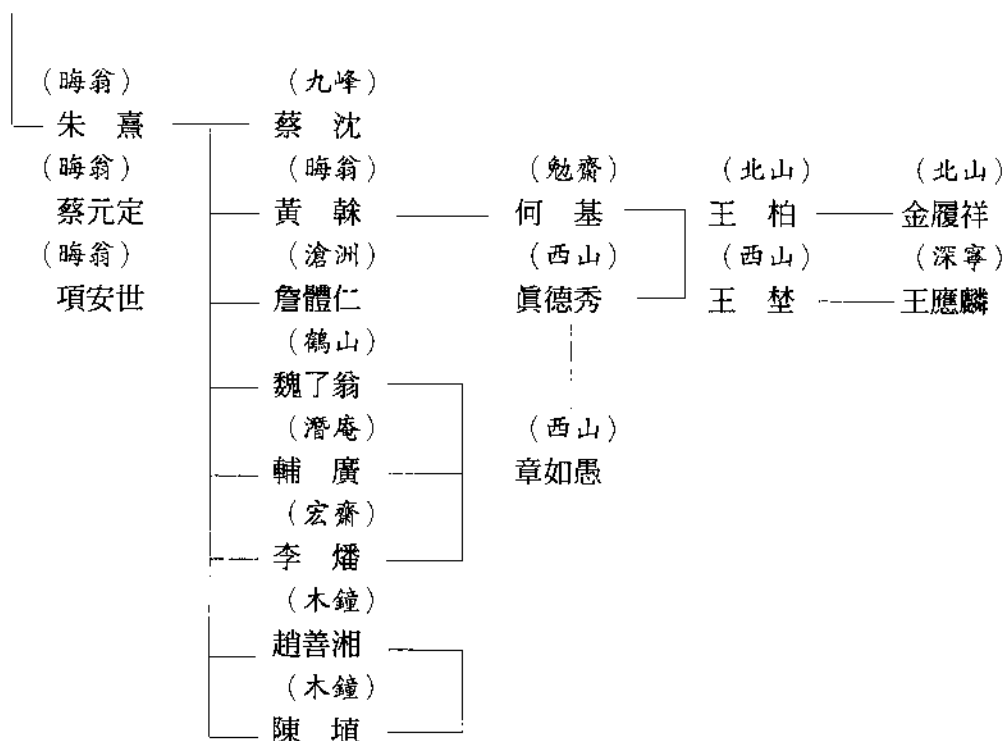 (晦翁) (九峰)
朱 熹 蔡 沈
(晦翁) (晦翁) (勉齋) (北山) (北山)
蔡元定 黃 榦 何 基 王 柏 金履祥
(晦翁) (滄洲) (西山) (西山) (深寧)
項安世 詹體仁 眞德秀 王 埜 王應麟
(鶴山)
魏了翁
(潛庵) (西山)
輔 廣 章如愚
(宏齋)
李 燔
(木鐘)
趙善湘
(木鐘)
陳 埴